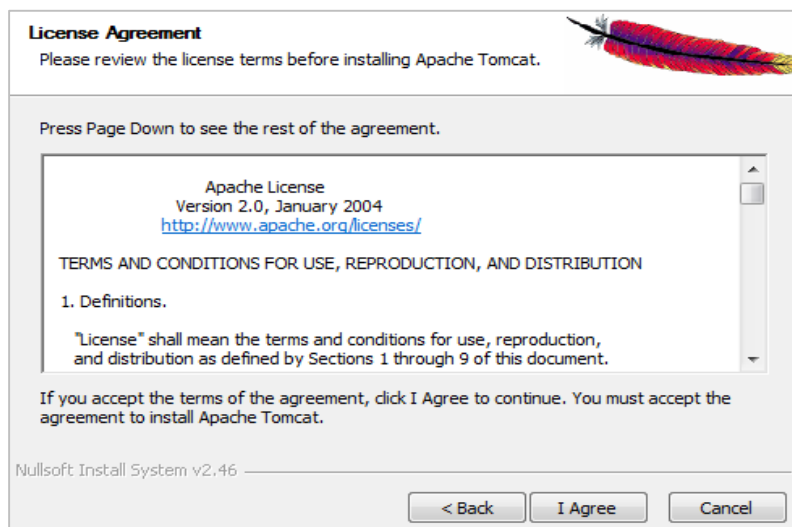 License Agreement
Please review the license terms before installing Apache Tomcat.
Press Page Down to see the rest of the agreement.
Apache License
Version 2.0, January 2004
http://www.apache.org/licenses/
TERMS AND CONDITIONS FOR USE, REPRODUCTION, AND DISTRIBUTION
1. Definitions.
"License" shall mean the terms and conditions for use, reproduction,
and distribution as defined by Sections 1 through 9 of this document.
If you accept the terms of the agreement, click I Agree to continue. You must accept the
agreement to install Apache Tomcat.
Nullsoft Install System v2.46
< Back I Agree Cancel